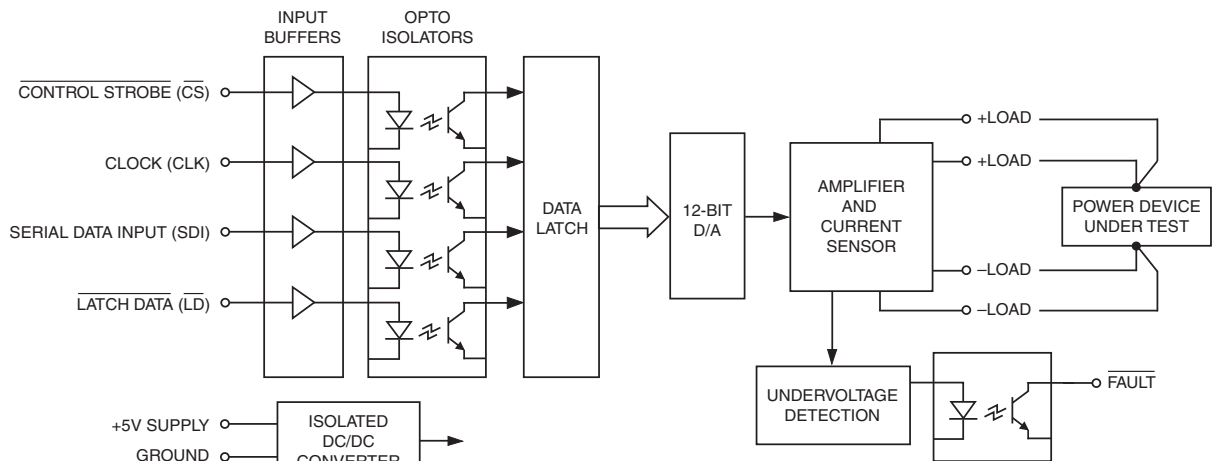 INPUT
BUFFERS
OPTO
ISOLATORS
CONTROL STROBE (CS)
CLOCK (CLK)
SERIAL DATA INPUT (SDI)
LATCH DATA (LD)
DATA
LATCH
12-BIT
D/A
AMPLIFIER
AND
CURRENT
SENSOR
+LOAD
+LOAD
POWER DEVICE
UNDER TEST
–LOAD
–LOAD
UNDERVOLTAGE
DETECTION
FAULT
+5V SUPPLY
GROUND
ISOLATED
DC/DC
CONVERTER